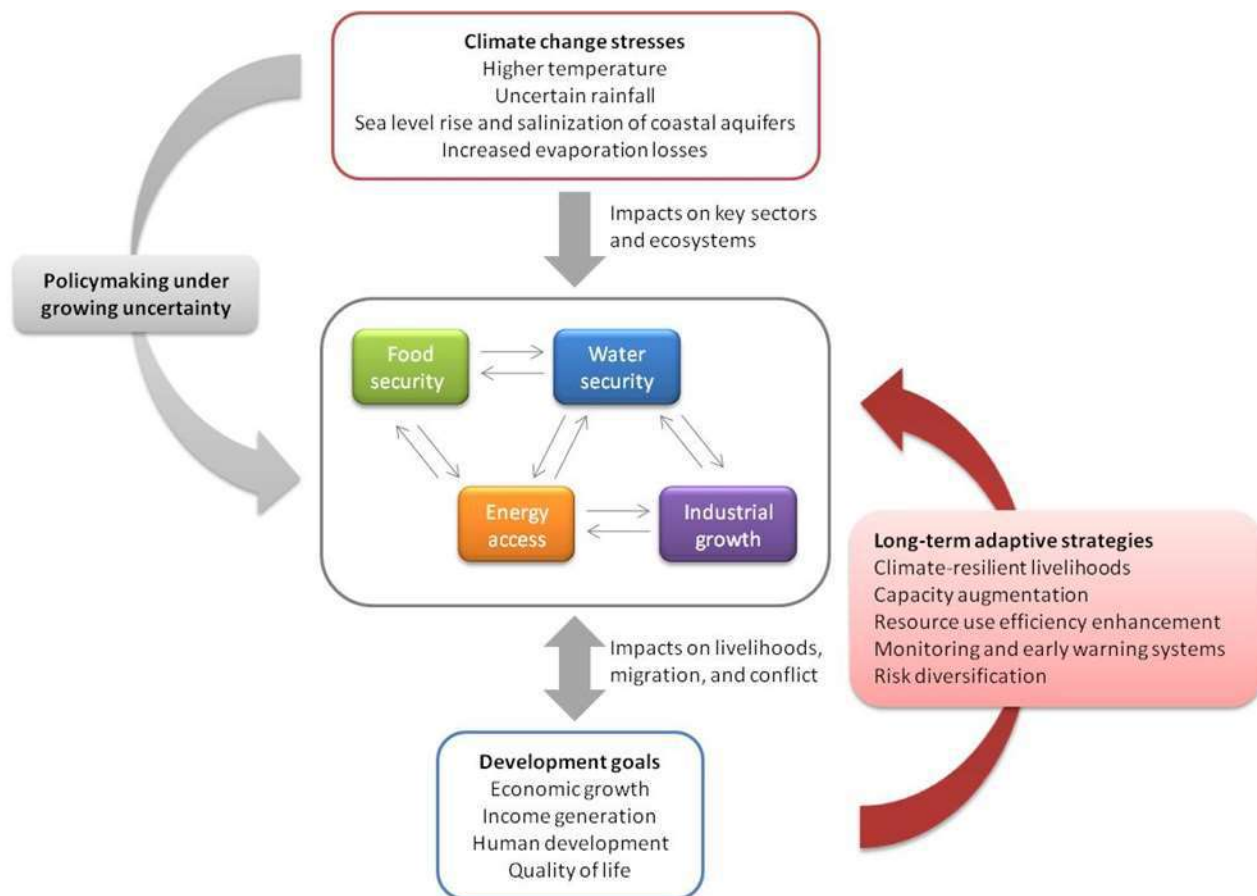 Climate change stresses
Higher temperature
Uncertain rainfall
Sea level rise and salinization of coastal aquifers
Increased evaporation losses
Impacts on key sectors
and ecosystems
Policymaking under
growing uncertainty
Food
security
Water
security
Energy
access
Industrial
growth
Long-term adaptive strategies
Climate-resilient livelihoods
Capacity augmentation
Resource use efficiency enhancement
Monitoring and early warning systems
Risk diversification
Impacts on livelihoods,
migration, and conflict
Development goals
Economic growth
Income generation
Human development
Quality of life